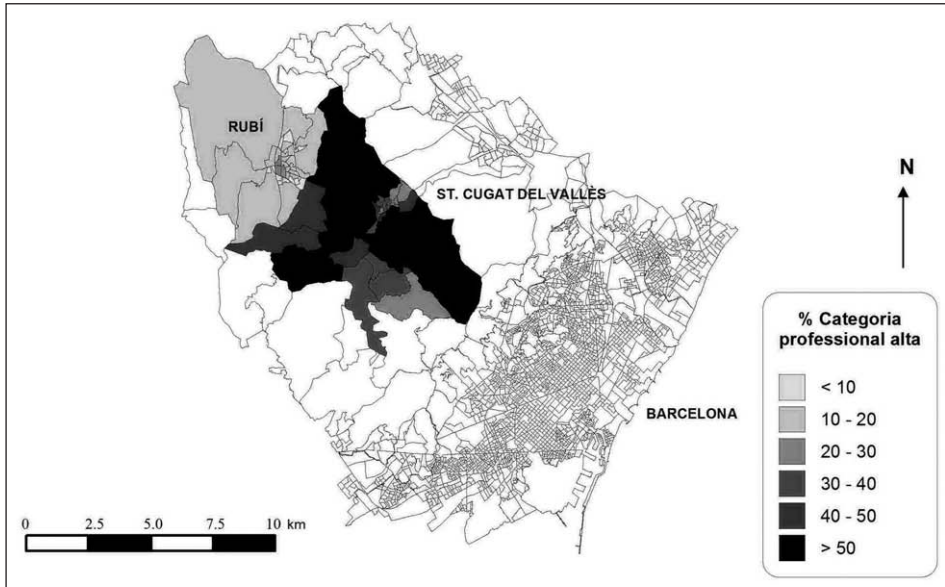 RUBÍ
ST. CUGAT DEL VALLÈS
N
BARCELONA
% Categoria
professional alta
< 10
10 - 20
20 - 30
30 - 40
40 - 50
> 50
0 2.5 5.0 7.5 10 km